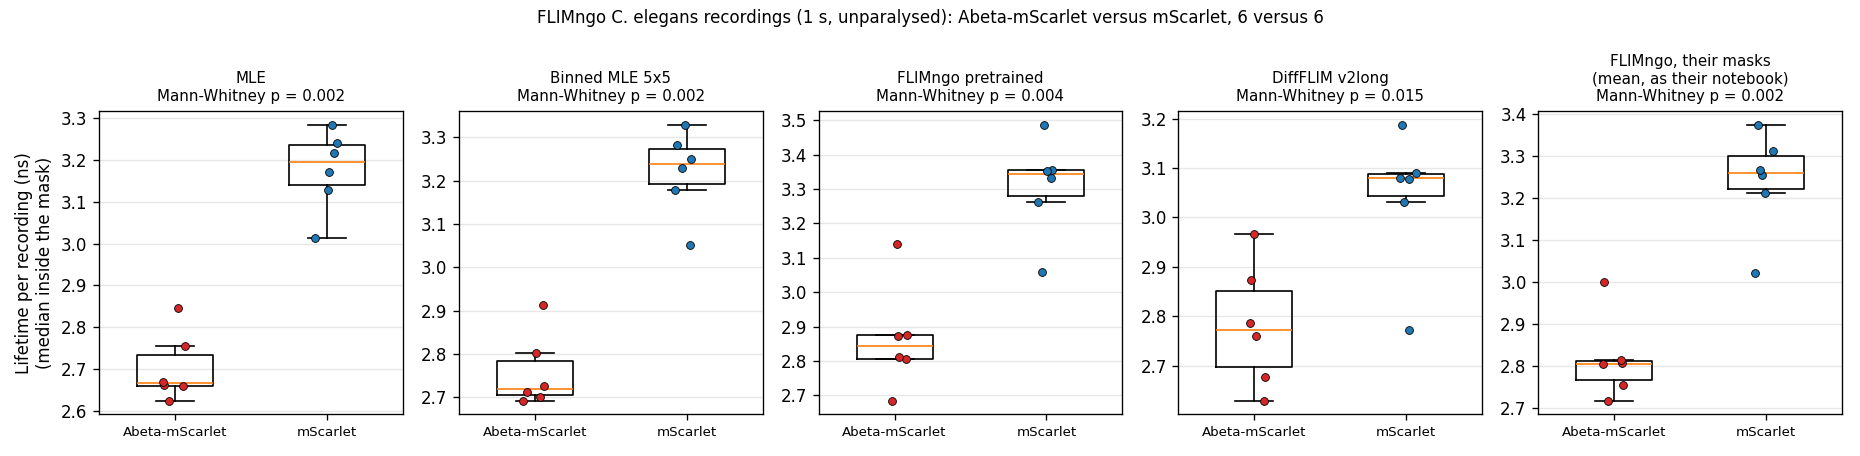 FLIMngo C. elegans recordings (1 s, unparalysed): Abeta-mScarlet versus mScarlet, 6 versus 6
MLE
Mann-Whitney p = 0.002
Lifetime per recording (ns)
(median inside the mask)
3.3
3.2
3.1
3.0
2.9
2.8
2.7
2.6
Abeta-mScarlet
mScarlet
Binned MLE 5x5
Mann-Whitney p = 0.002
3.3
3.2
3.1
3.0
2.9
2.8
2.7
Abeta-mScarlet
mScarlet
FLIMngo pretrained
Mann-Whitney p = 0.004
3.5
3.4
3.3
3.2
3.1
3.0
2.9
2.8
2.7
Abeta-mScarlet
mScarlet
DiffFLIM v2long
Mann-Whitney p = 0.015
3.2
3.1
3.0
2.9
2.8
2.7
Abeta-mScarlet
mScarlet
FLIMngo, their masks
(mean, as their notebook)
Mann-Whitney p = 0.002
3.4
3.3
3.2
3.1
3.0
2.9
2.8
2.7
Abeta-mScarlet
mScarlet